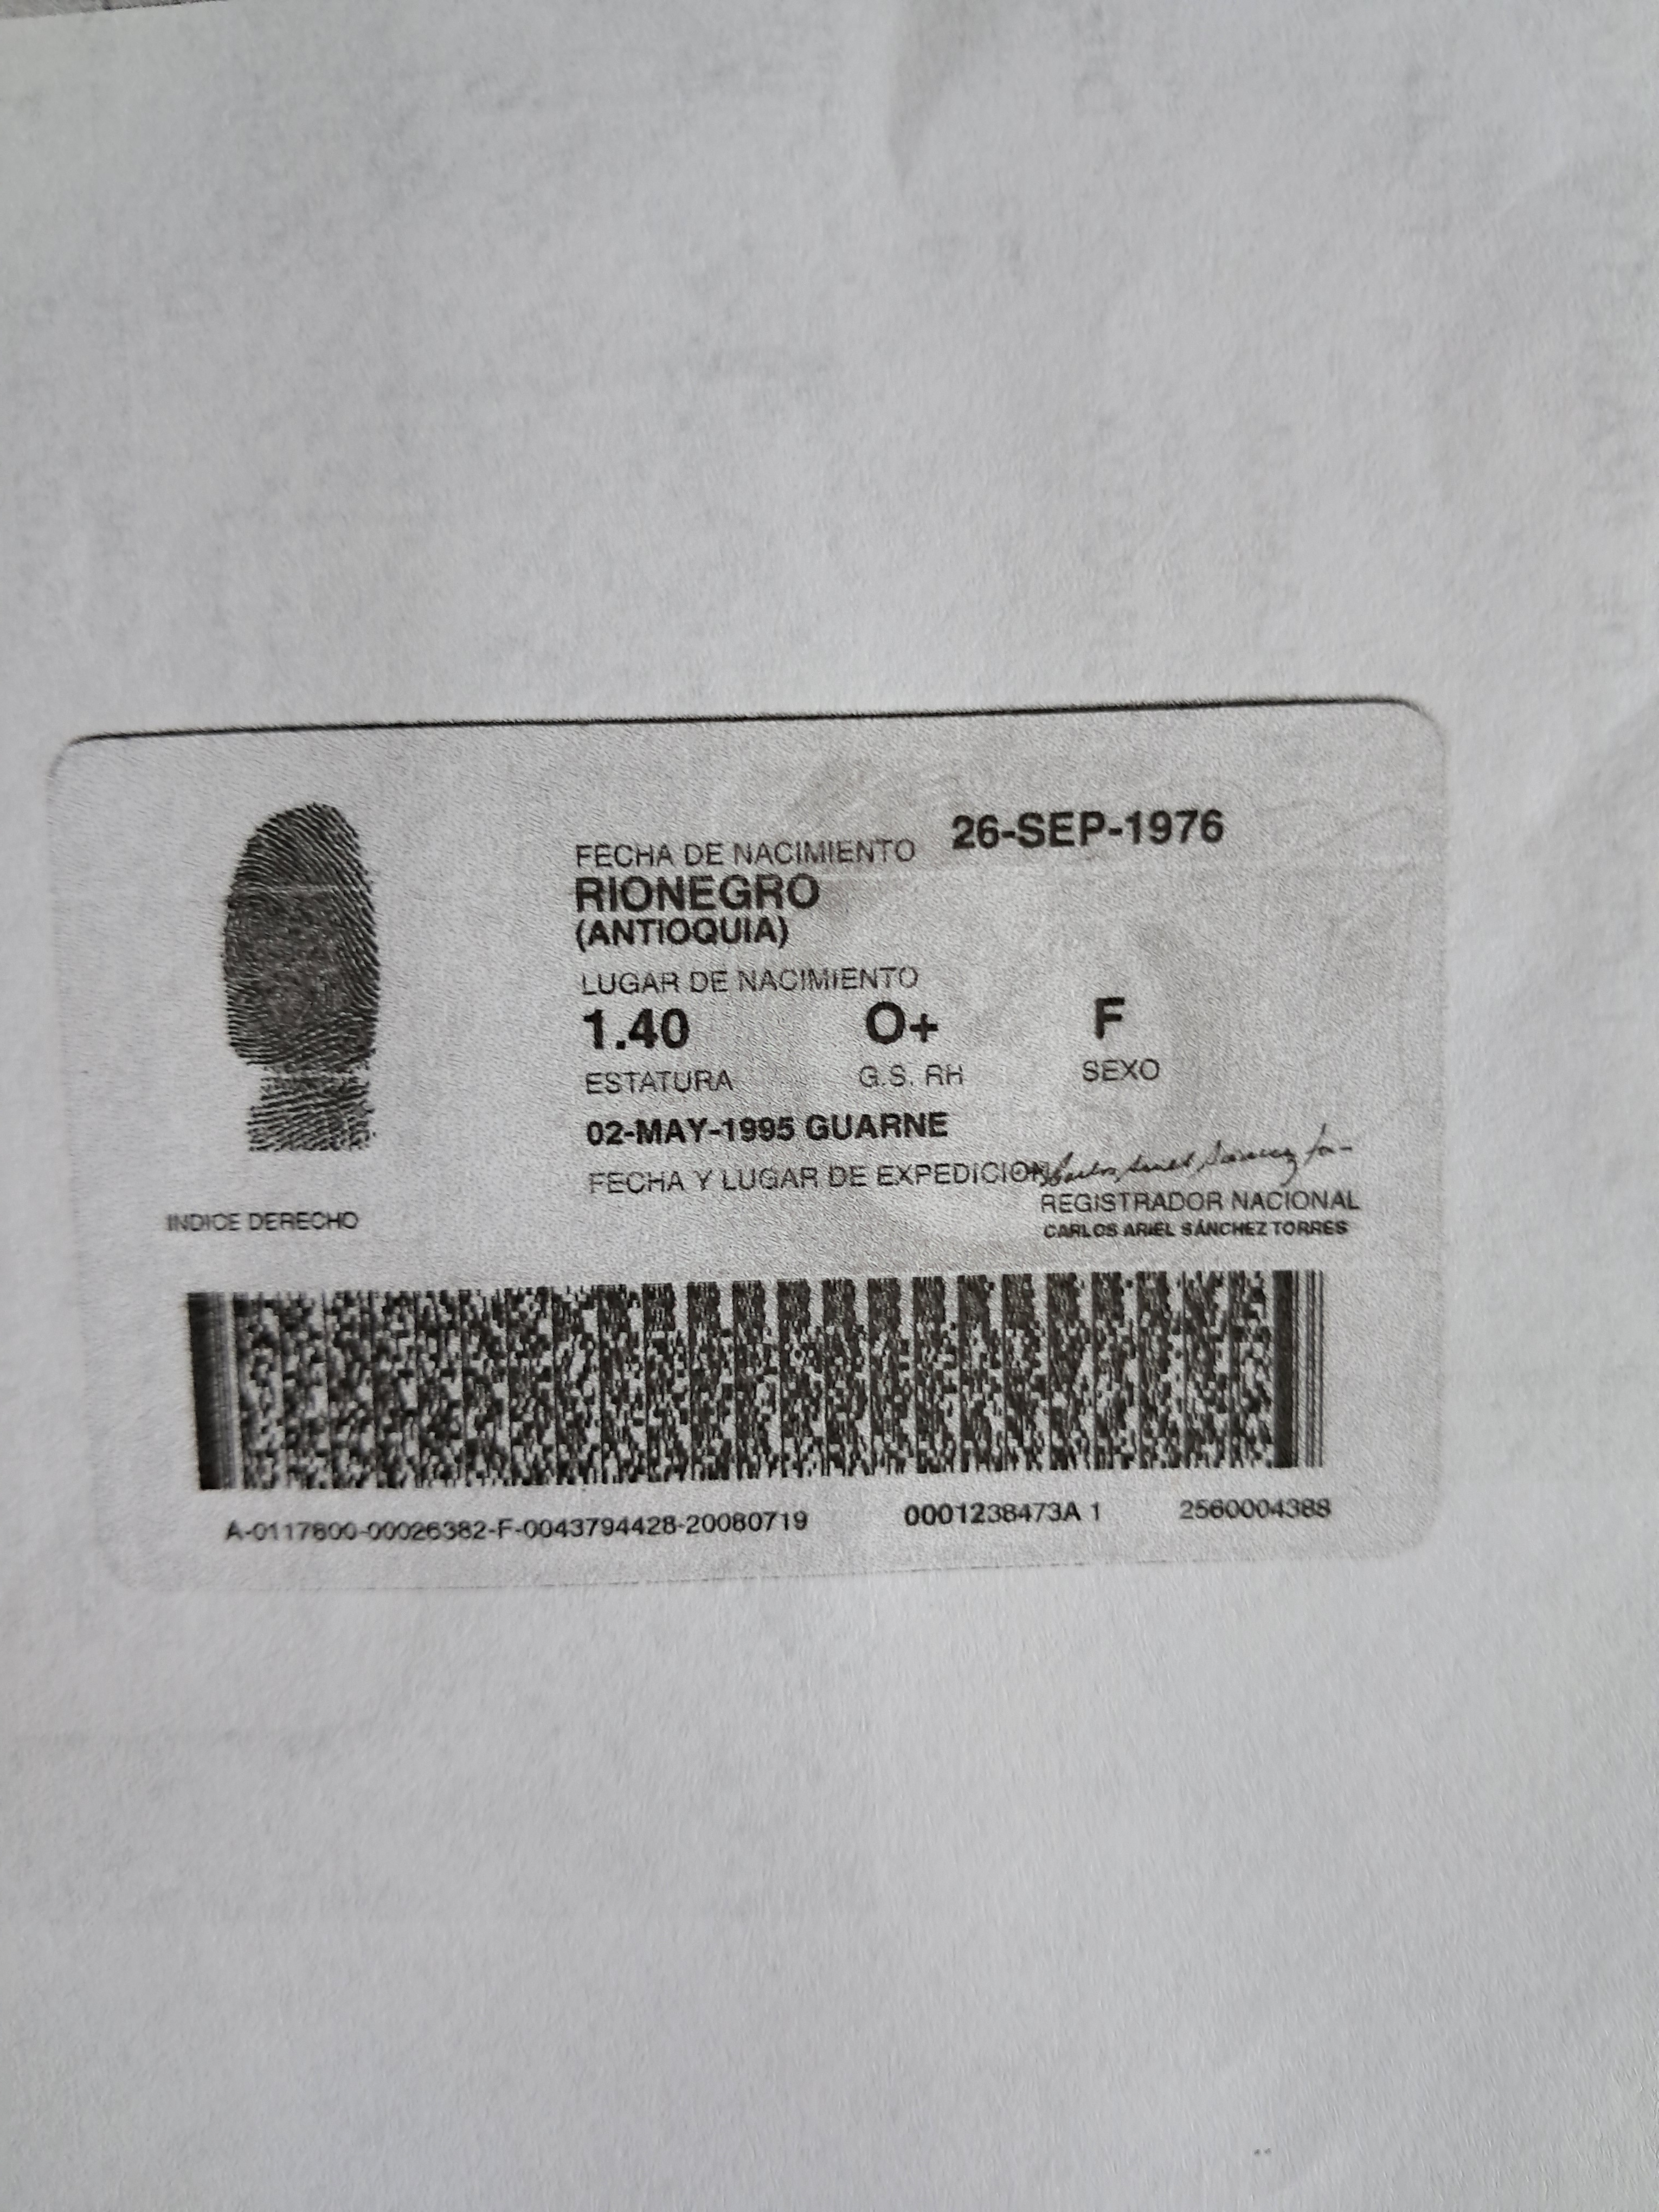 FECHA DE NACIMIENTO 26-SEP-1976
RIONEGRO
(ANTIOQUIA)
LUGAR DE NACIMIENTO
1.40 O+ F
ESTATURA G.S. RH SEXO
02-MAY-1995 GUARNE
FECHA Y LUGAR DE EXPEDICION
INDICE DERECHO
REGISTRADOR NACIONAL
CARLOS ARIEL SÁNCHEZ TORRES
A-0117800-00026382-F-0043794428-20080719 0001238473A 1 2560004388